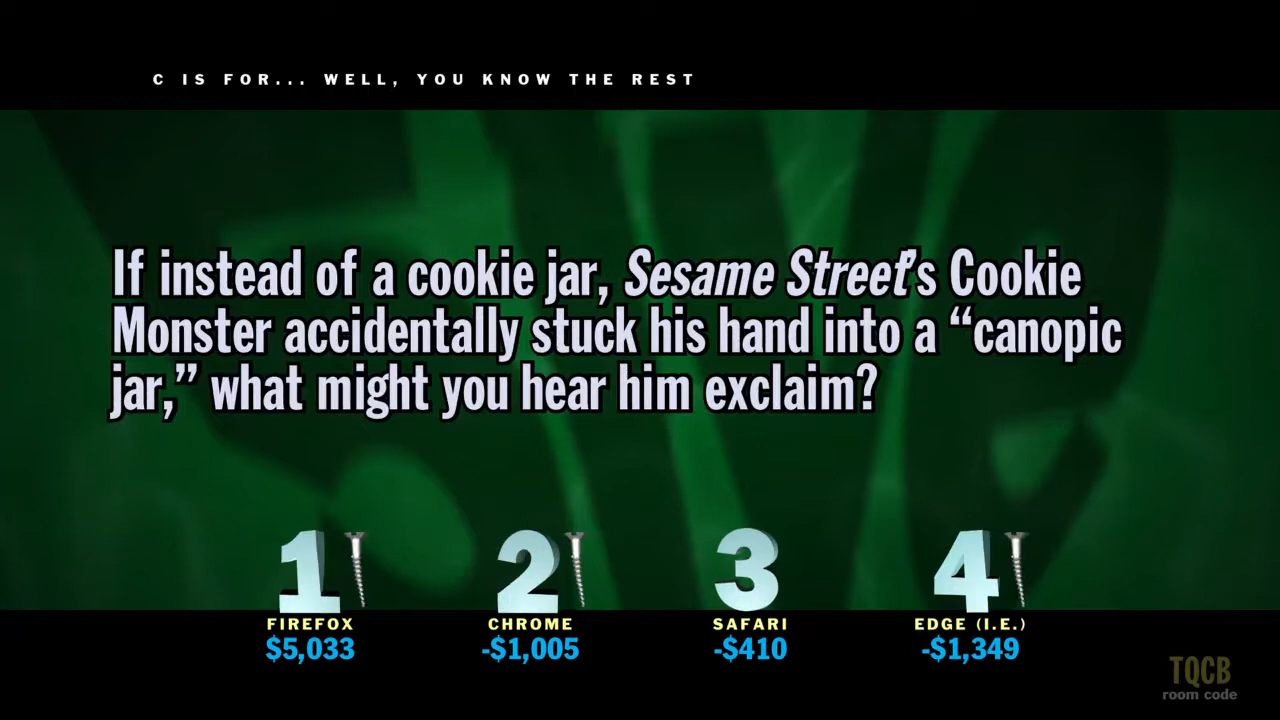 C IS FOR... WELL, YOU KNOW THE REST
If instead of a cookie jar, Sesame Street's Cookie
Monster accidentally stuck his hand into a “canopic
jar,” what might you hear him exclaim?
1 2 3 4
FIREFOX CHROME SAFARI EDGE (I.E.)
$5,033 -$1,005 -$410 -$1,349
TQCB
room code